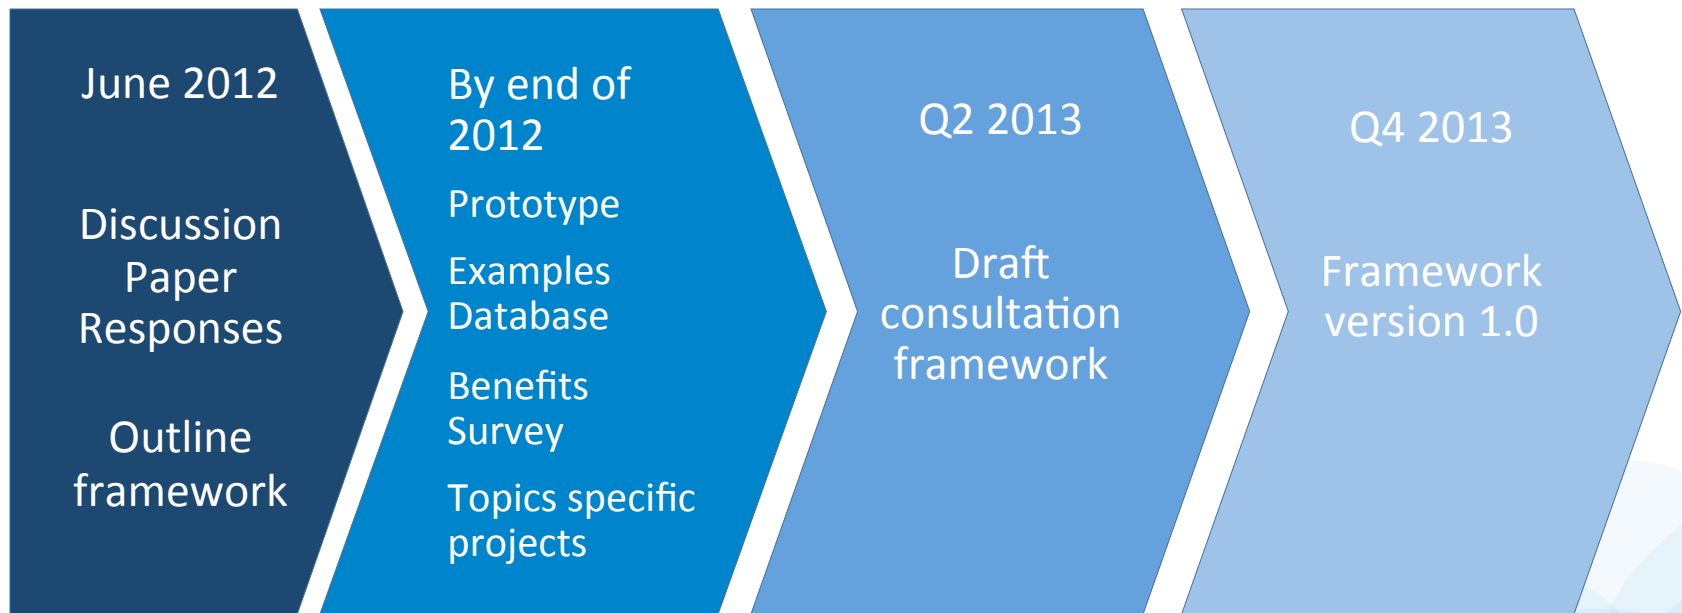 June 2012
Discussion
Paper
Responses
Outline
framework
By end of
2012
Prototype
Examples
Database
Benefits
Survey
Topics specific
projects
Q2 2013
Draft
consultation
framework
Q4 2013
Framework
version 1.0